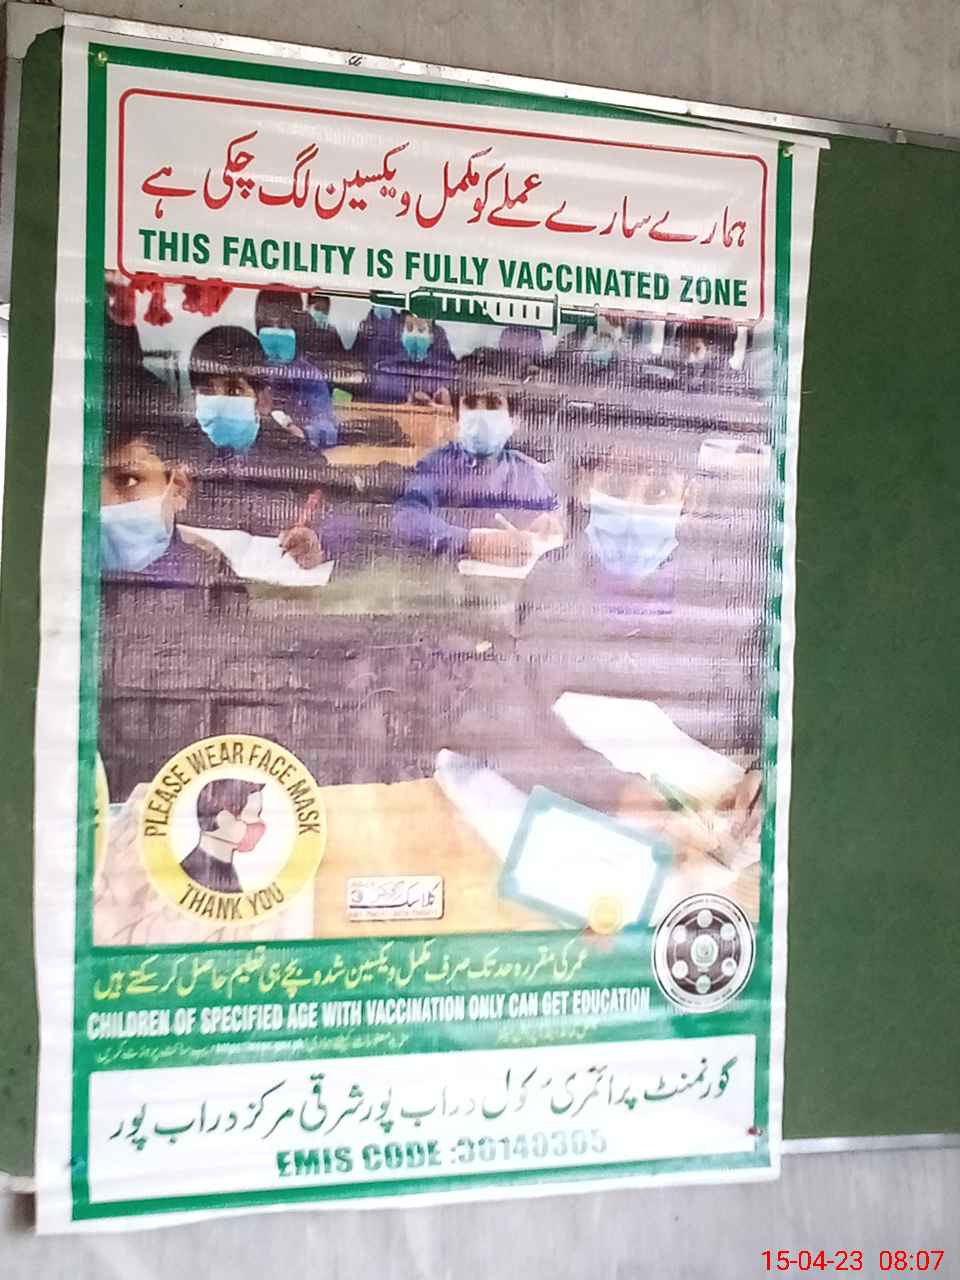 ہمارے سارے عملے کو مکمل ویکسین لگ چکی ہے
THIS FACILITY IS FULLY VACCINATED ZONE
PLEASE WEAR FACE MASK
THANK YOU
عمر کی مقررہ حد تک صرف مکمل ویکسین شدہ بچے ہی تعلیم حاصل کر سکتے ہیں
CHILDREN OF SPECIFIED AGE WITH VACCINATION ONLY CAN GET EDUCATION
گورنمنٹ پرائمری سکول دراب پور شرقی مرکز دراب پور
EMIS CODE :30140305
15-04-23 08:07